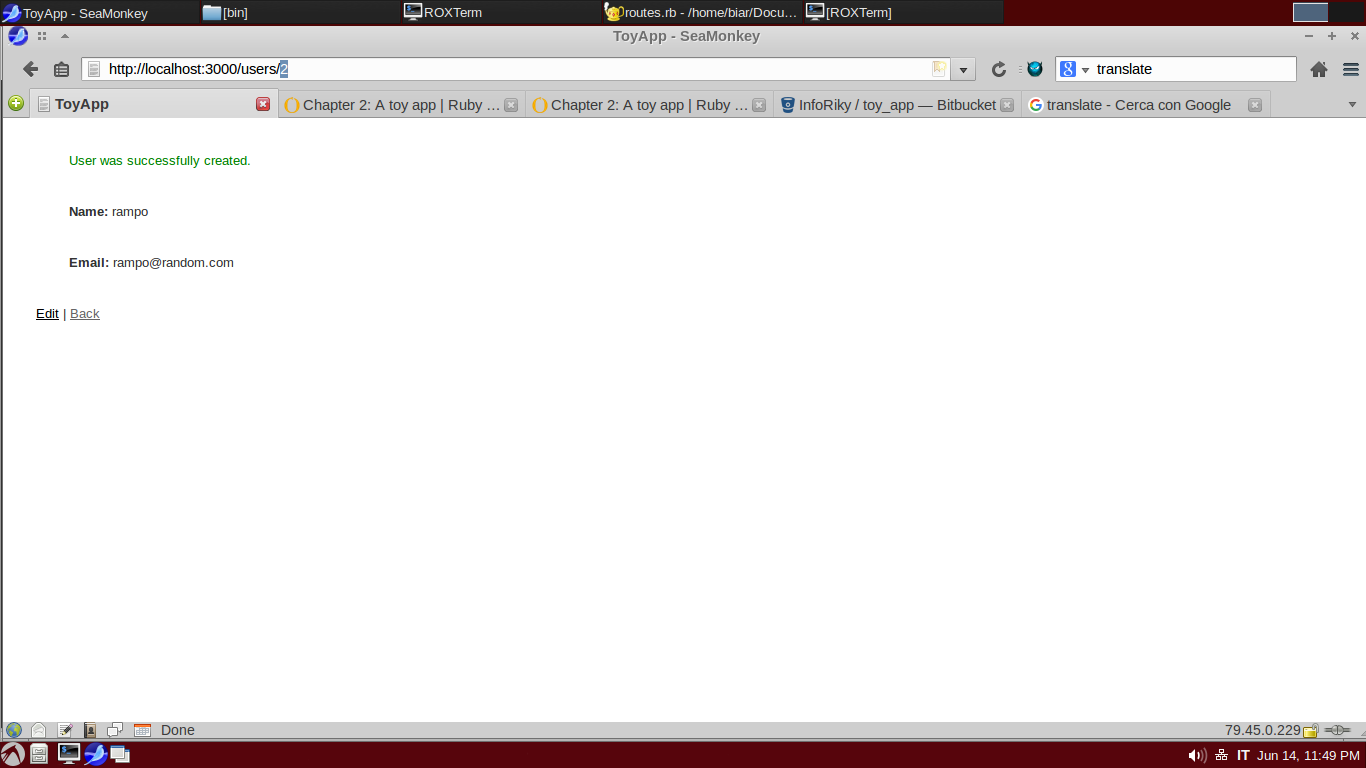 ToyApp - SeaMonkey
[bin]
ROXTerm
routes.rb - /home/biar/Docu...
[ROXTerm]
ToyApp - SeaMonkey
http://localhost:3000/users/2
translate
ToyApp
Chapter 2: A toy app | Ruby ...
Chapter 2: A toy app | Ruby ...
InfoRiky / toy_app — Bitbucket
translate - Cerca con Google
User was successfully created.
Name: rampo
Email: rampo@random.com
Edit | Back
Done
79.45.0.229
IT Jun 14, 11:49 PM